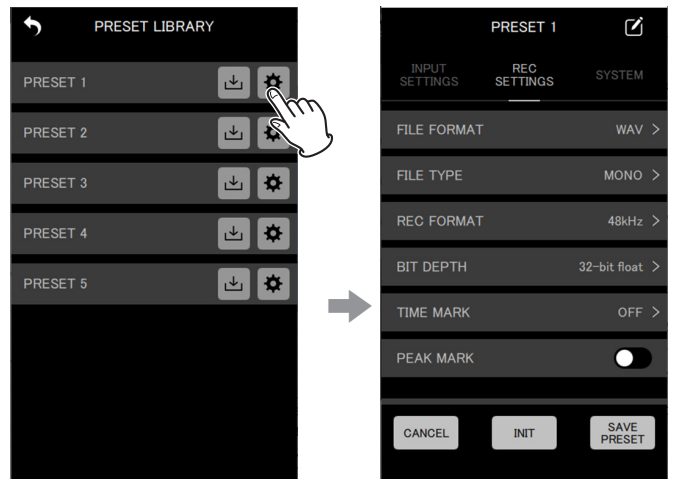 PRESET LIBRARY
PRESET 1
PRESET 2
PRESET 3
PRESET 4
PRESET 5
PRESET 1
INPUT
SETTINGS
REC
SETTINGS
SYSTEM
FILE FORMAT WAV >
FILE TYPE MONO >
REC FORMAT 48kHz >
BIT DEPTH 32-bit float >
TIME MARK OFF >
PEAK MARK
CANCEL
INIT
SAVE
PRESET